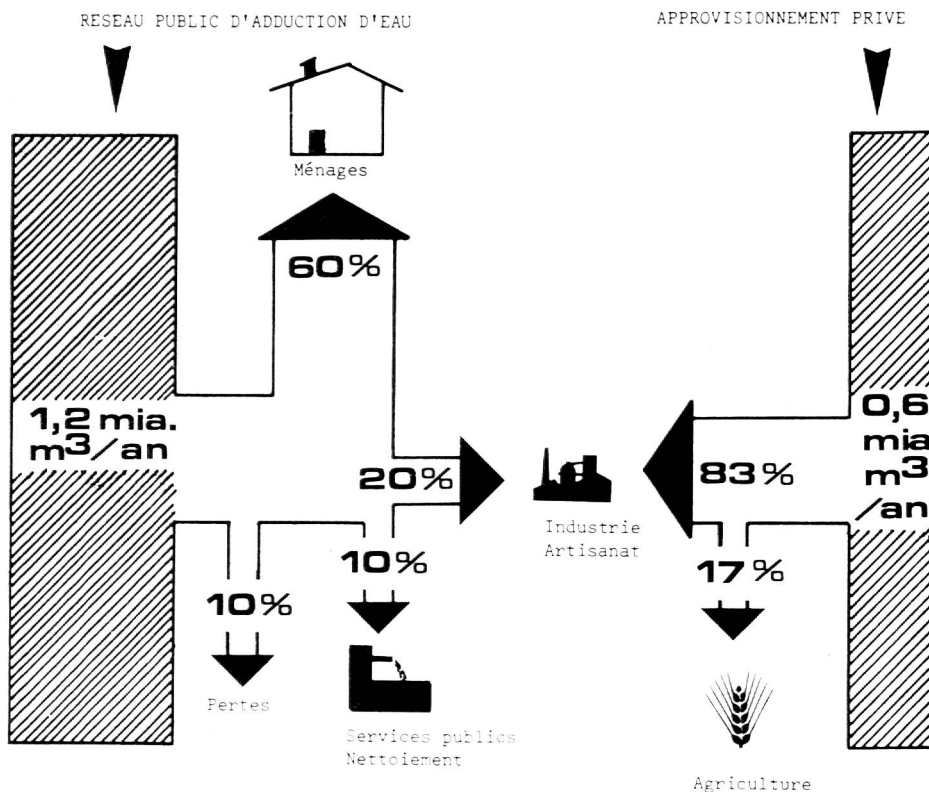 RESEAU PUBLIC D'ADDUCTION D'EAU
APPROVISIONNEMENT PRIVE
Ménages
60%
1,2 mia.
m³/an
20%
Industrie
Artisanat
83%
0,6
mia
m³
/an
10%
Pertes
10%
Services publics
Nettoiement
17%
Agriculture